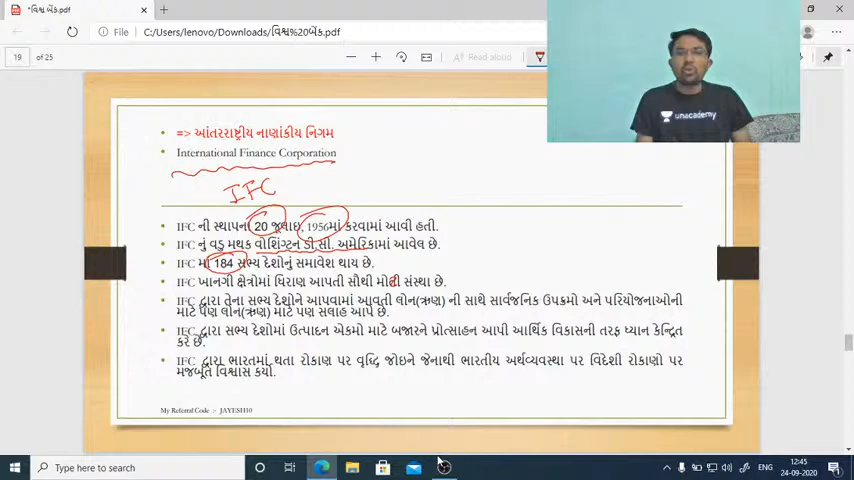 *વિશ્વ બેંક.pdf
File C:/Users/lenovo/Downloads/વિશ્વ%20બેંક.pdf
19 of 25 Read aloud
unacademy
=> આંતરરાષ્ટ્રીય નાણાંકીય નિગમ
International Finance Corporation
IFC
IFC ની સ્થાપના 20 જૂલાઇ, 1956માં કરવામાં આવી હતી.
IFC નું વડુ મથક વોશિંગ્ટન ડી.સી. અમેરિકામાં આવેલ છે.
IFC માં 184 સભ્ય દેશોનું સમાવેશ થાય છે.
IFC ખાનગી ક્ષેત્રોમાં ધિરાણ આપતી સૌથી મોટી સંસ્થા છે.
IFC દ્વારા તેના સભ્ય દેશોને આપવામાં આવતી લોન(ઋણ) ની સાથે સાર્વજનિક ઉપક્રમો અને પરિયોજનાઓની
માટે પણ લોન(ઋણ) માટે પણ સલાહ આપે છે.
IFC દ્વારા સભ્ય દેશોમાં ઉત્પાદન એકમો માટે બજારને પ્રોત્સાહન આપી આર્થિક વિકાસની તરફ ધ્યાન કેન્દ્રિત
કરે છે.
IFC દ્વારા ભારતમાં થતા રોકાણ પર વૃધ્ધિ જોઇને જેનાથી ભારતીય અર્થવ્યવસ્થા પર વિદેશી રોકાણો પર
મજબૂત વિશ્વાસ કર્યો.
My Referral Code :- JAYESH10
Type here to search
ENG
12:45
24-09-2020